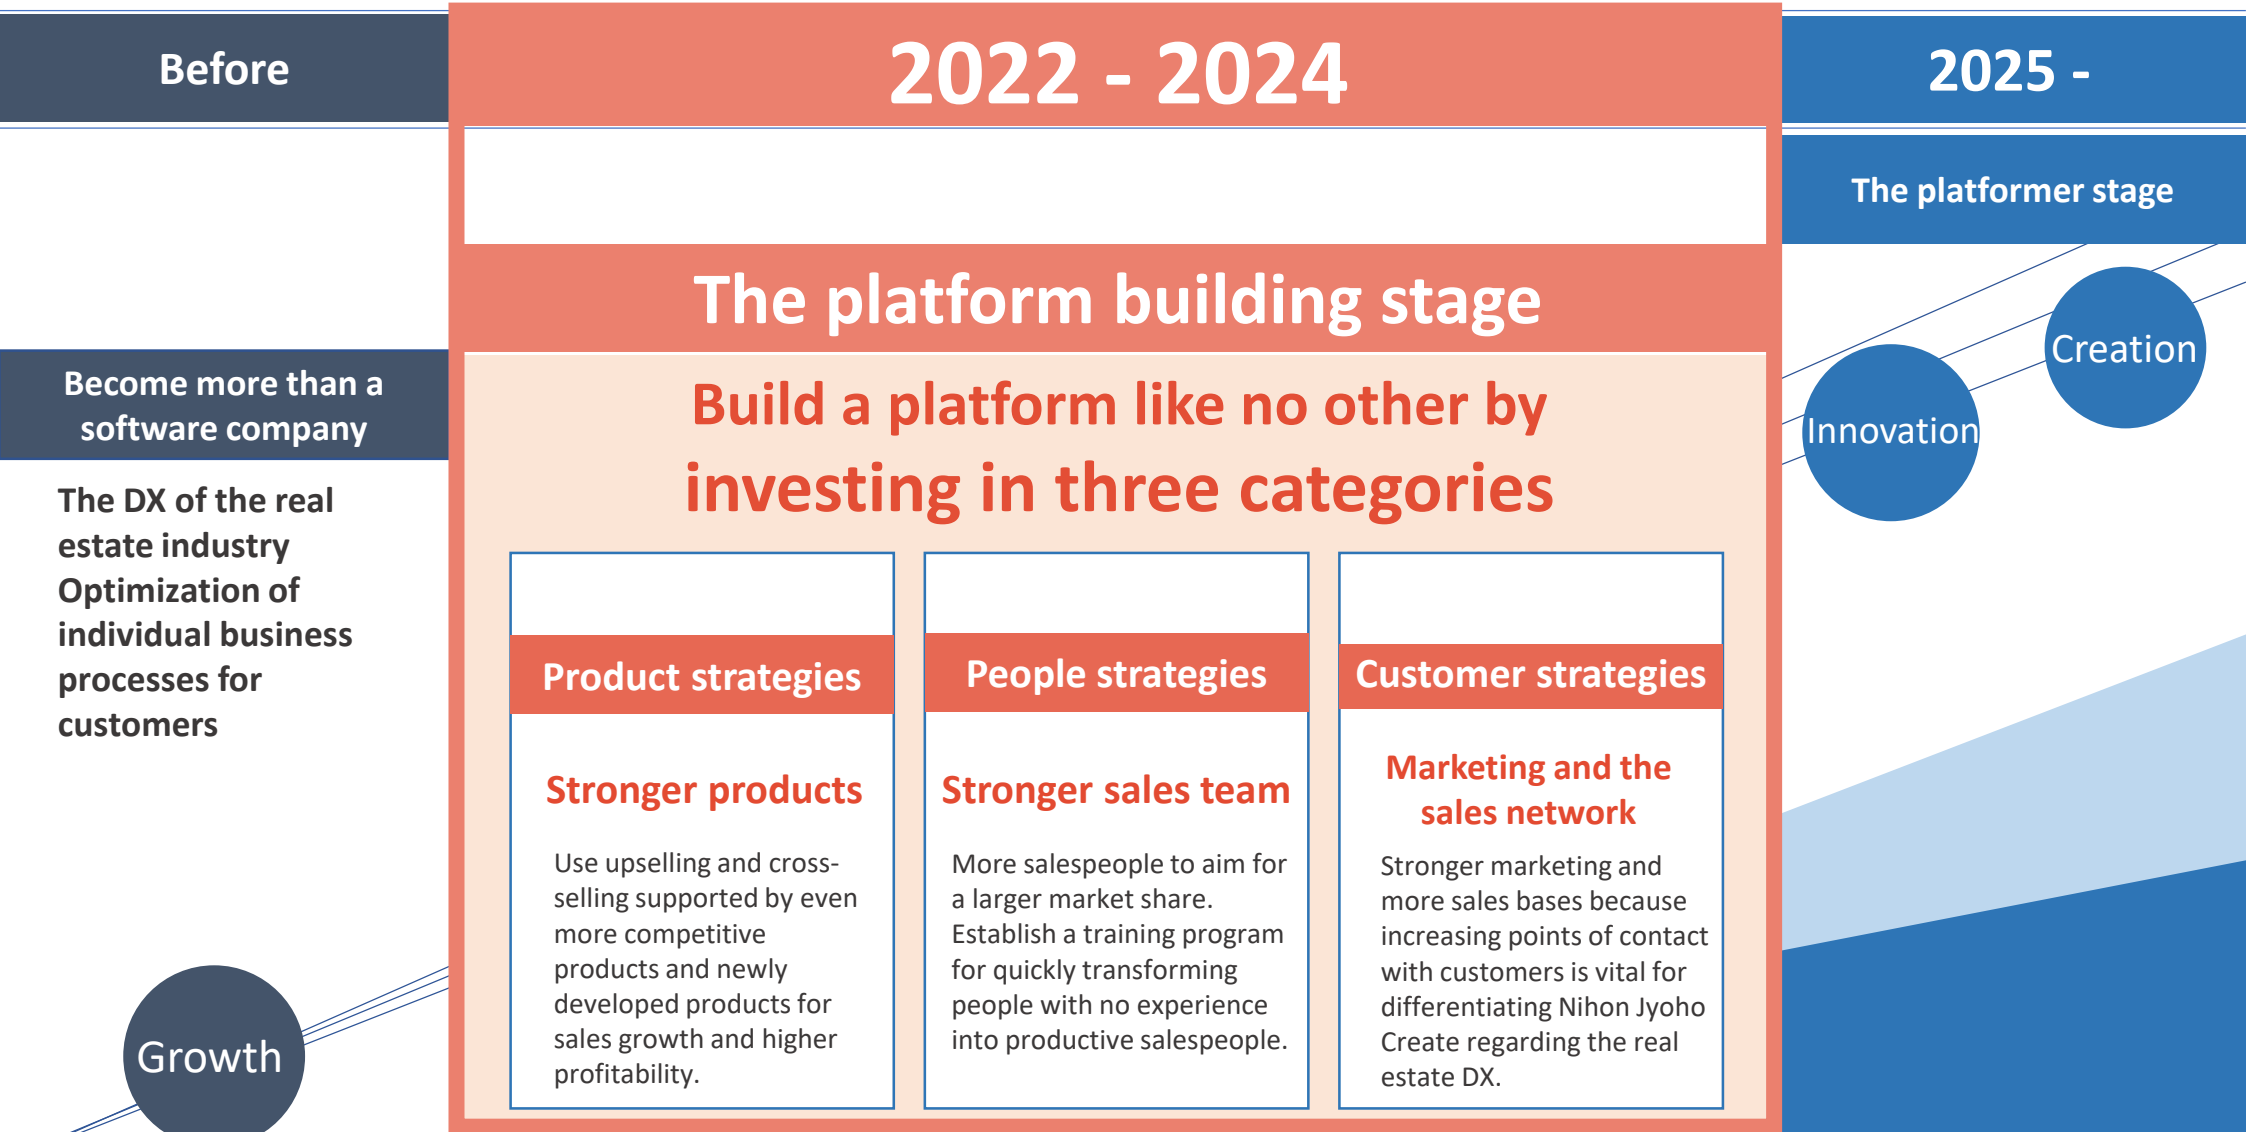 Before
Become more than a
software company
The DX of the real
estate industry
Optimization of
individual business
processes for
customers
Growth
2022 - 2024
The platform building stage
Build a platform like no other by
investing in three categories
Product strategies
Stronger products
Use upselling and cross-
selling supported by even
more competitive
products and newly
developed products for
sales growth and higher
profitability.
People strategies
Stronger sales team
More salespeople to aim for
a larger market share.
Establish a training program
for quickly transforming
people with no experience
into productive salespeople.
Customer strategies
Marketing and the
sales network
Stronger marketing and
more sales bases because
increasing points of contact
with customers is vital for
differentiating Nihon Jyoho
Create regarding the real
estate DX.
2025 -
The platformer stage
Creation
Innovation